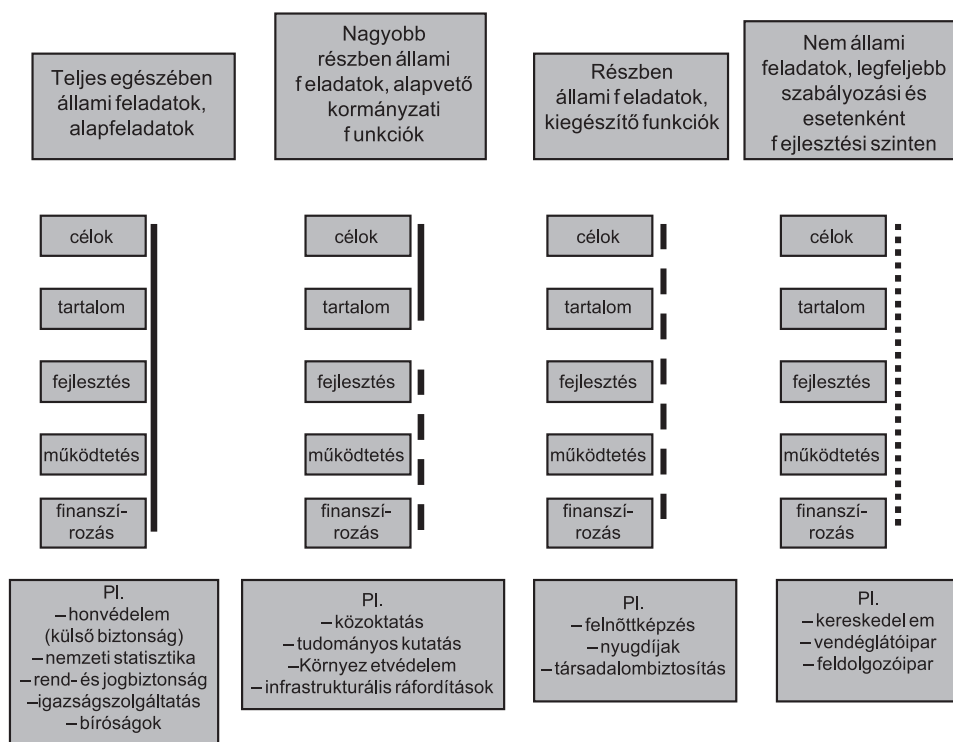 Teljes egészében
állami feladatok,
alapfeladatok
Nagyobb
részben állami
feladatok, alapvető
kormányzati
funkciók
Részben
állami feladatok,
kiegészítő funkciók
Nem állami
feladatok, legfeljebb
szabályozási és
esetenként
fejlesztési szinten
célok
tartalom
fejlesztés
működtetés
finanszí-
rozás
célok
tartalom
fejlesztés
működtetés
finanszí-
rozás
célok
tartalom
fejlesztés
működtetés
finanszí-
rozás
célok
tartalom
fejlesztés
működtetés
finanszí-
rozás
Pl.
–honvédelem
(külső biztonság)
–nemzeti statisztika
–rend- és jogbiztonság
–igazságszolgáltatás
–bíróságok
Pl.
–közoktatás
–tudományos kutatás
–Környezetvédelem
–infrastrukturális ráfordítások
Pl.
–felnõttképzés
–nyugdíjak
–társadalombiztosítás
Pl.
–kereskedelem
–vendéglátóipar
–feldolgozóipar